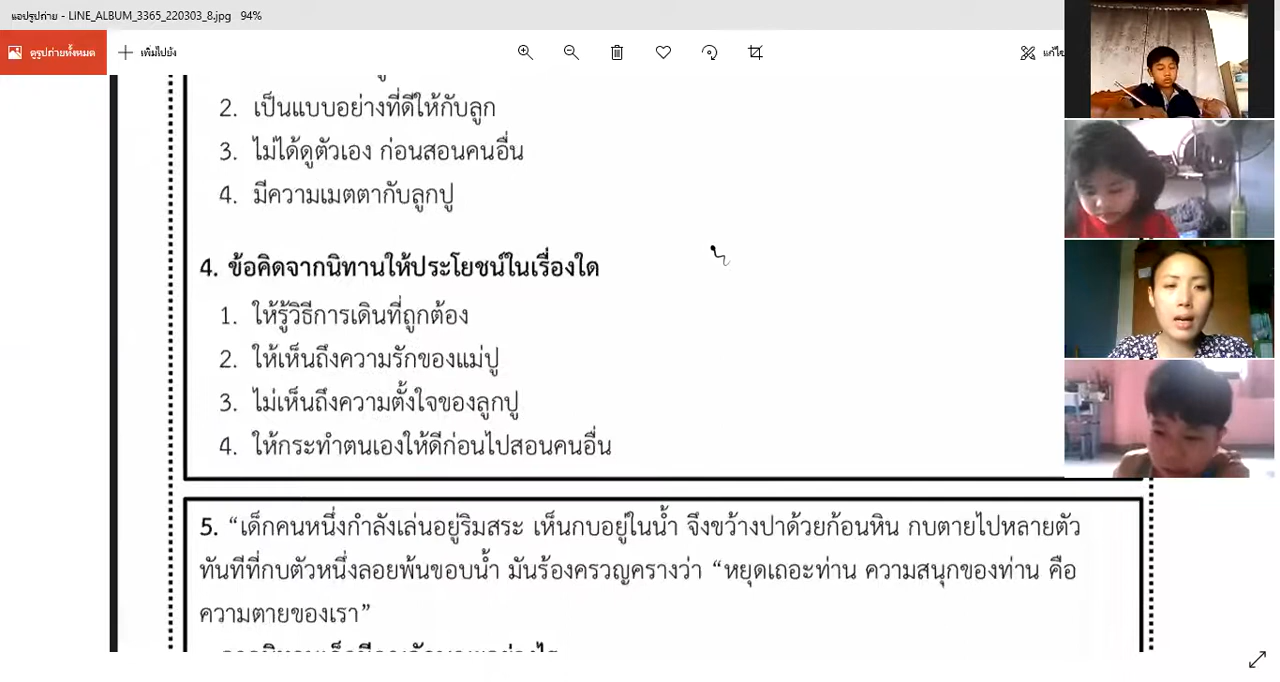 แอปรูปถ่าย - LINE_ALBUM_3365_220303_8.jpg 94%
ดูรูปถ่ายทั้งหมด เพิ่มไปยัง
2. เป็นแบบอย่างที่ดีให้กับลูก
3. ไม่ได้ดูตัวเอง ก่อนสอนคนอื่น
4. มีความเมตตากับลูกปู
4. ข้อคิดจากนิทานให้ประโยชน์ในเรื่องใด
1. ให้รู้วิธีการเดินที่ถูกต้อง
2. ให้เห็นถึงความรักของแม่ปู
3. ไม่เห็นถึงความตั้งใจของลูกปู
4. ให้กระทำตนเองให้ดีก่อนไปสอนคนอื่น
5. “เด็กคนหนึ่งกำลังเล่นอยู่ริมสระ เห็นกบอยู่ในน้ำ จึงขว้างปาด้วยก้อนหิน กบตายไปหลายตัว
ทันทีที่กบตัวหนึ่งลอยพ้นขอบน้ำ มันร้องครวญครางว่า “หยุดเถอะท่าน ความสนุกของท่าน คือ
ความตายของเรา”